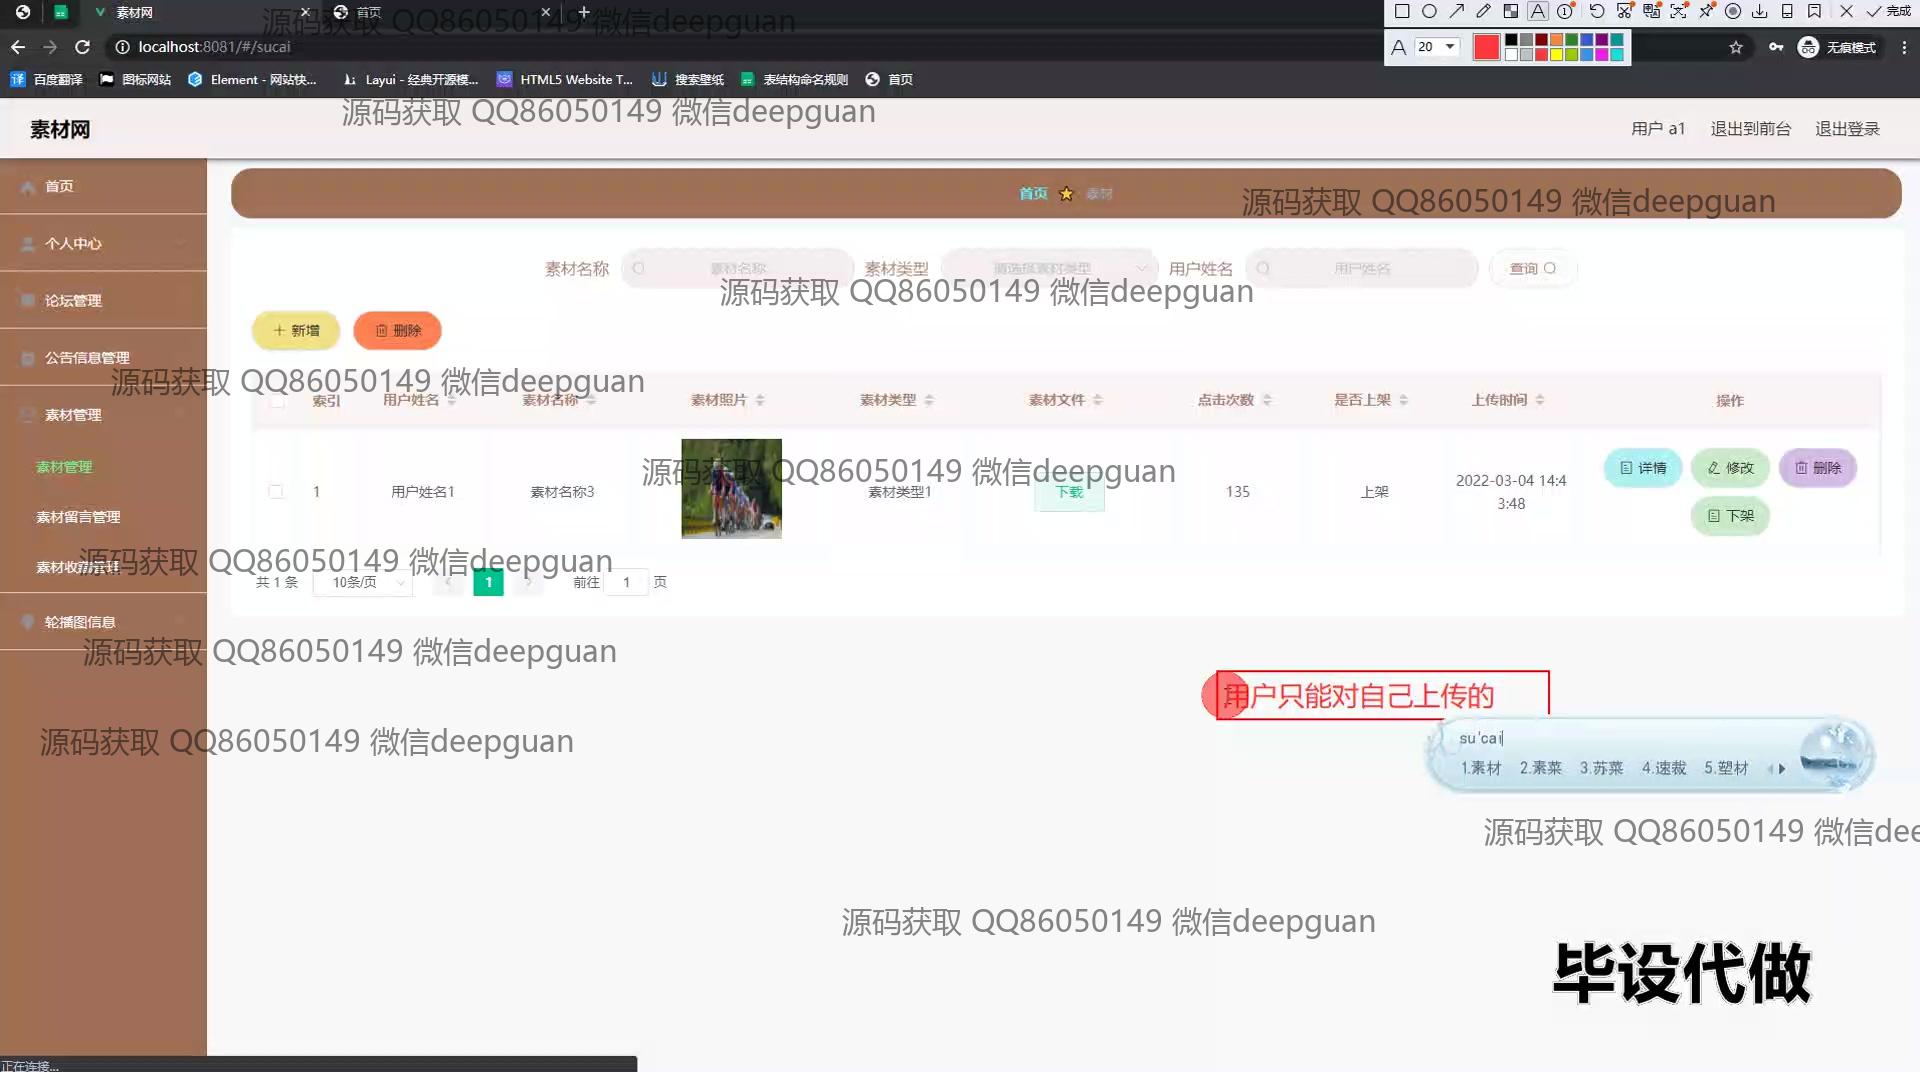 素材网
首页
完成
localhost:8081/#/sucai
A 20
无痕模式
百度翻译
图标网站
Element - 网站快...
Layui - 经典开源模...
HTML5 Website T...
搜索壁纸
表结构命名规则
首页
源码获取 QQ86050149 微信deepguan
源码获取 QQ86050149 微信deepguan
素材网
用户 a1
退出到前台
退出登录
首页
个人中心
论坛管理
公告信息管理
素材管理
素材管理
素材留言管理
素材收藏管理
轮播图信息
首页
素材
源码获取 QQ86050149 微信deepguan
素材名称
素材名称
素材类型
请选择素材类型
用户姓名
用户姓名
查询
源码获取 QQ86050149 微信deepguan
新增
删除
源码获取 QQ86050149 微信deepguan
索引
用户姓名
素材名称
素材照片
素材类型
素材文件
点击次数
是否上架
上传时间
操作
1
用户姓名1
素材名称3
素材类型1
下载
135
上架
2022-03-04 14:4
3:48
详情
修改
删除
下架
源码获取 QQ86050149 微信deepguan
源码获取 QQ86050149 微信deepguan
共 1 条
10条/页
1
前往
1
页
源码获取 QQ86050149 微信deepguan
用户只能对自己上传的
su'cai
1.素材 2.素菜 3.苏菜 4.速裁 5.塑材
源码获取 QQ86050149 微信deepguan
源码获取 QQ86050149 微信dee
源码获取 QQ86050149 微信deepguan
毕设代做
正在连接...